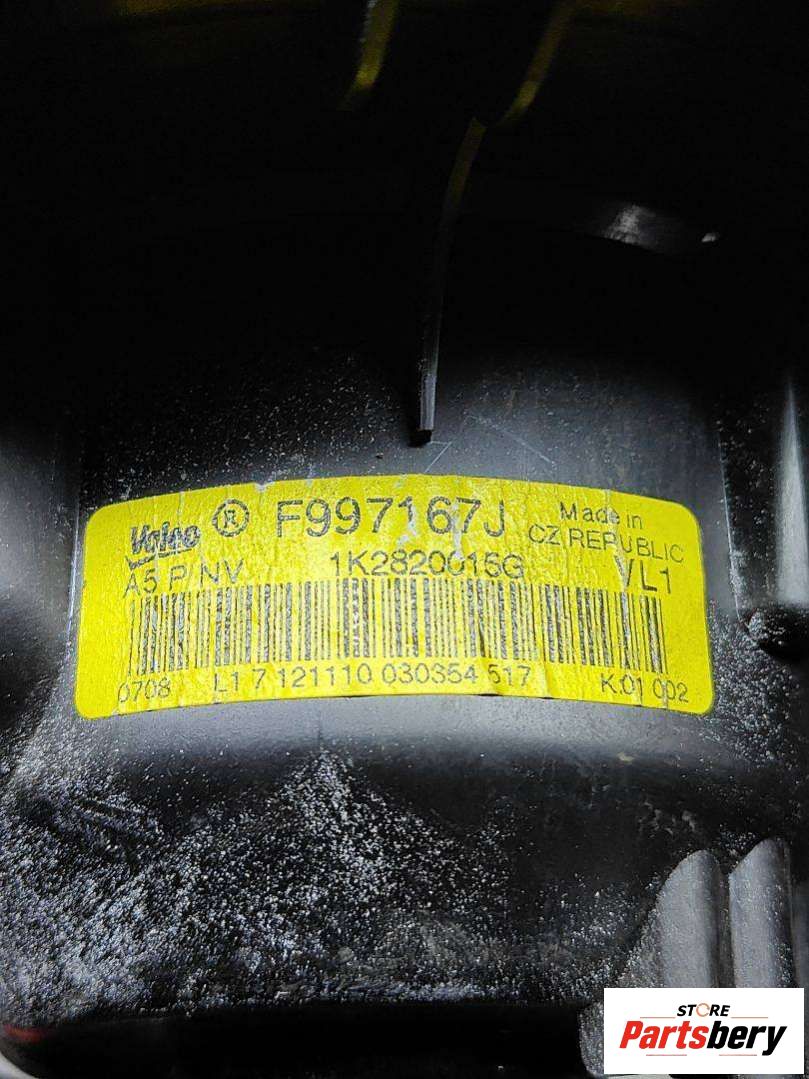 Valeo ® F997167J Made in
CZ REPUBLIC
A5 P NV 1K2820015G VL1
0708 L1 7 121110 030354 517 K.01 002
STORE
Partsbery